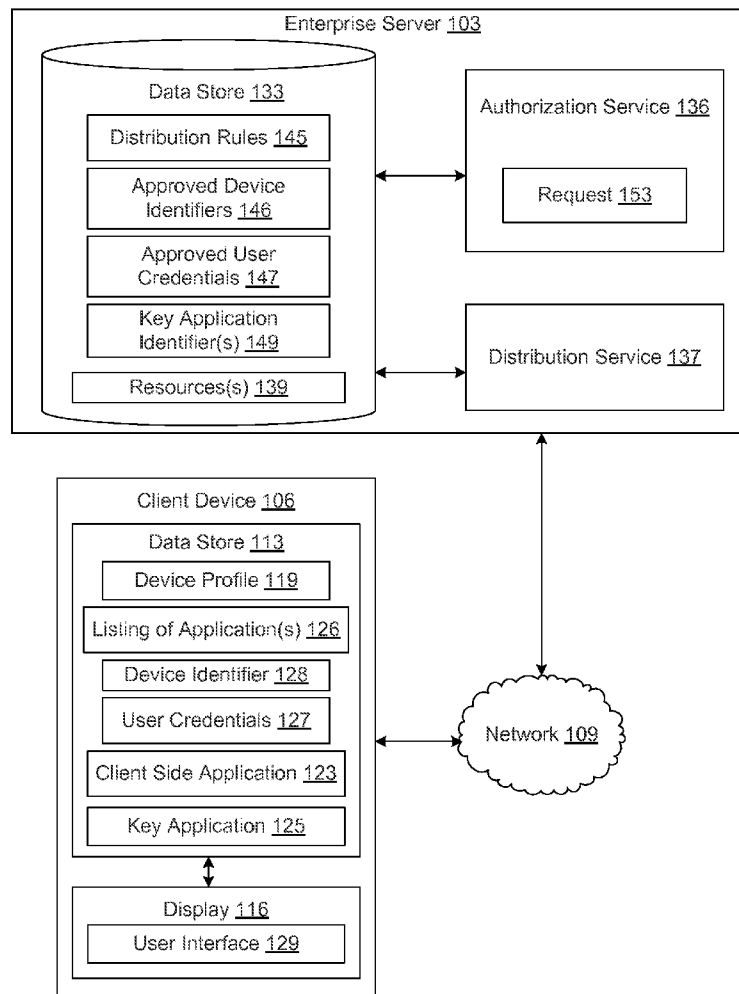 Enterprise Server 103
Data Store 133
Distribution Rules 145
Approved Device
Identifiers 146
Approved User
Credentials 147
Key Application
Identifier(s) 149
Resources(s) 139
Authorization Service 136
Request 153
Distribution Service 137
Client Device 106
Data Store 113
Device Profile 119
Listing of Application(s) 126
Device Identifier 128
User Credentials 127
Client Side Application 123
Key Application 125
Display 116
User Interface 129
Network 109